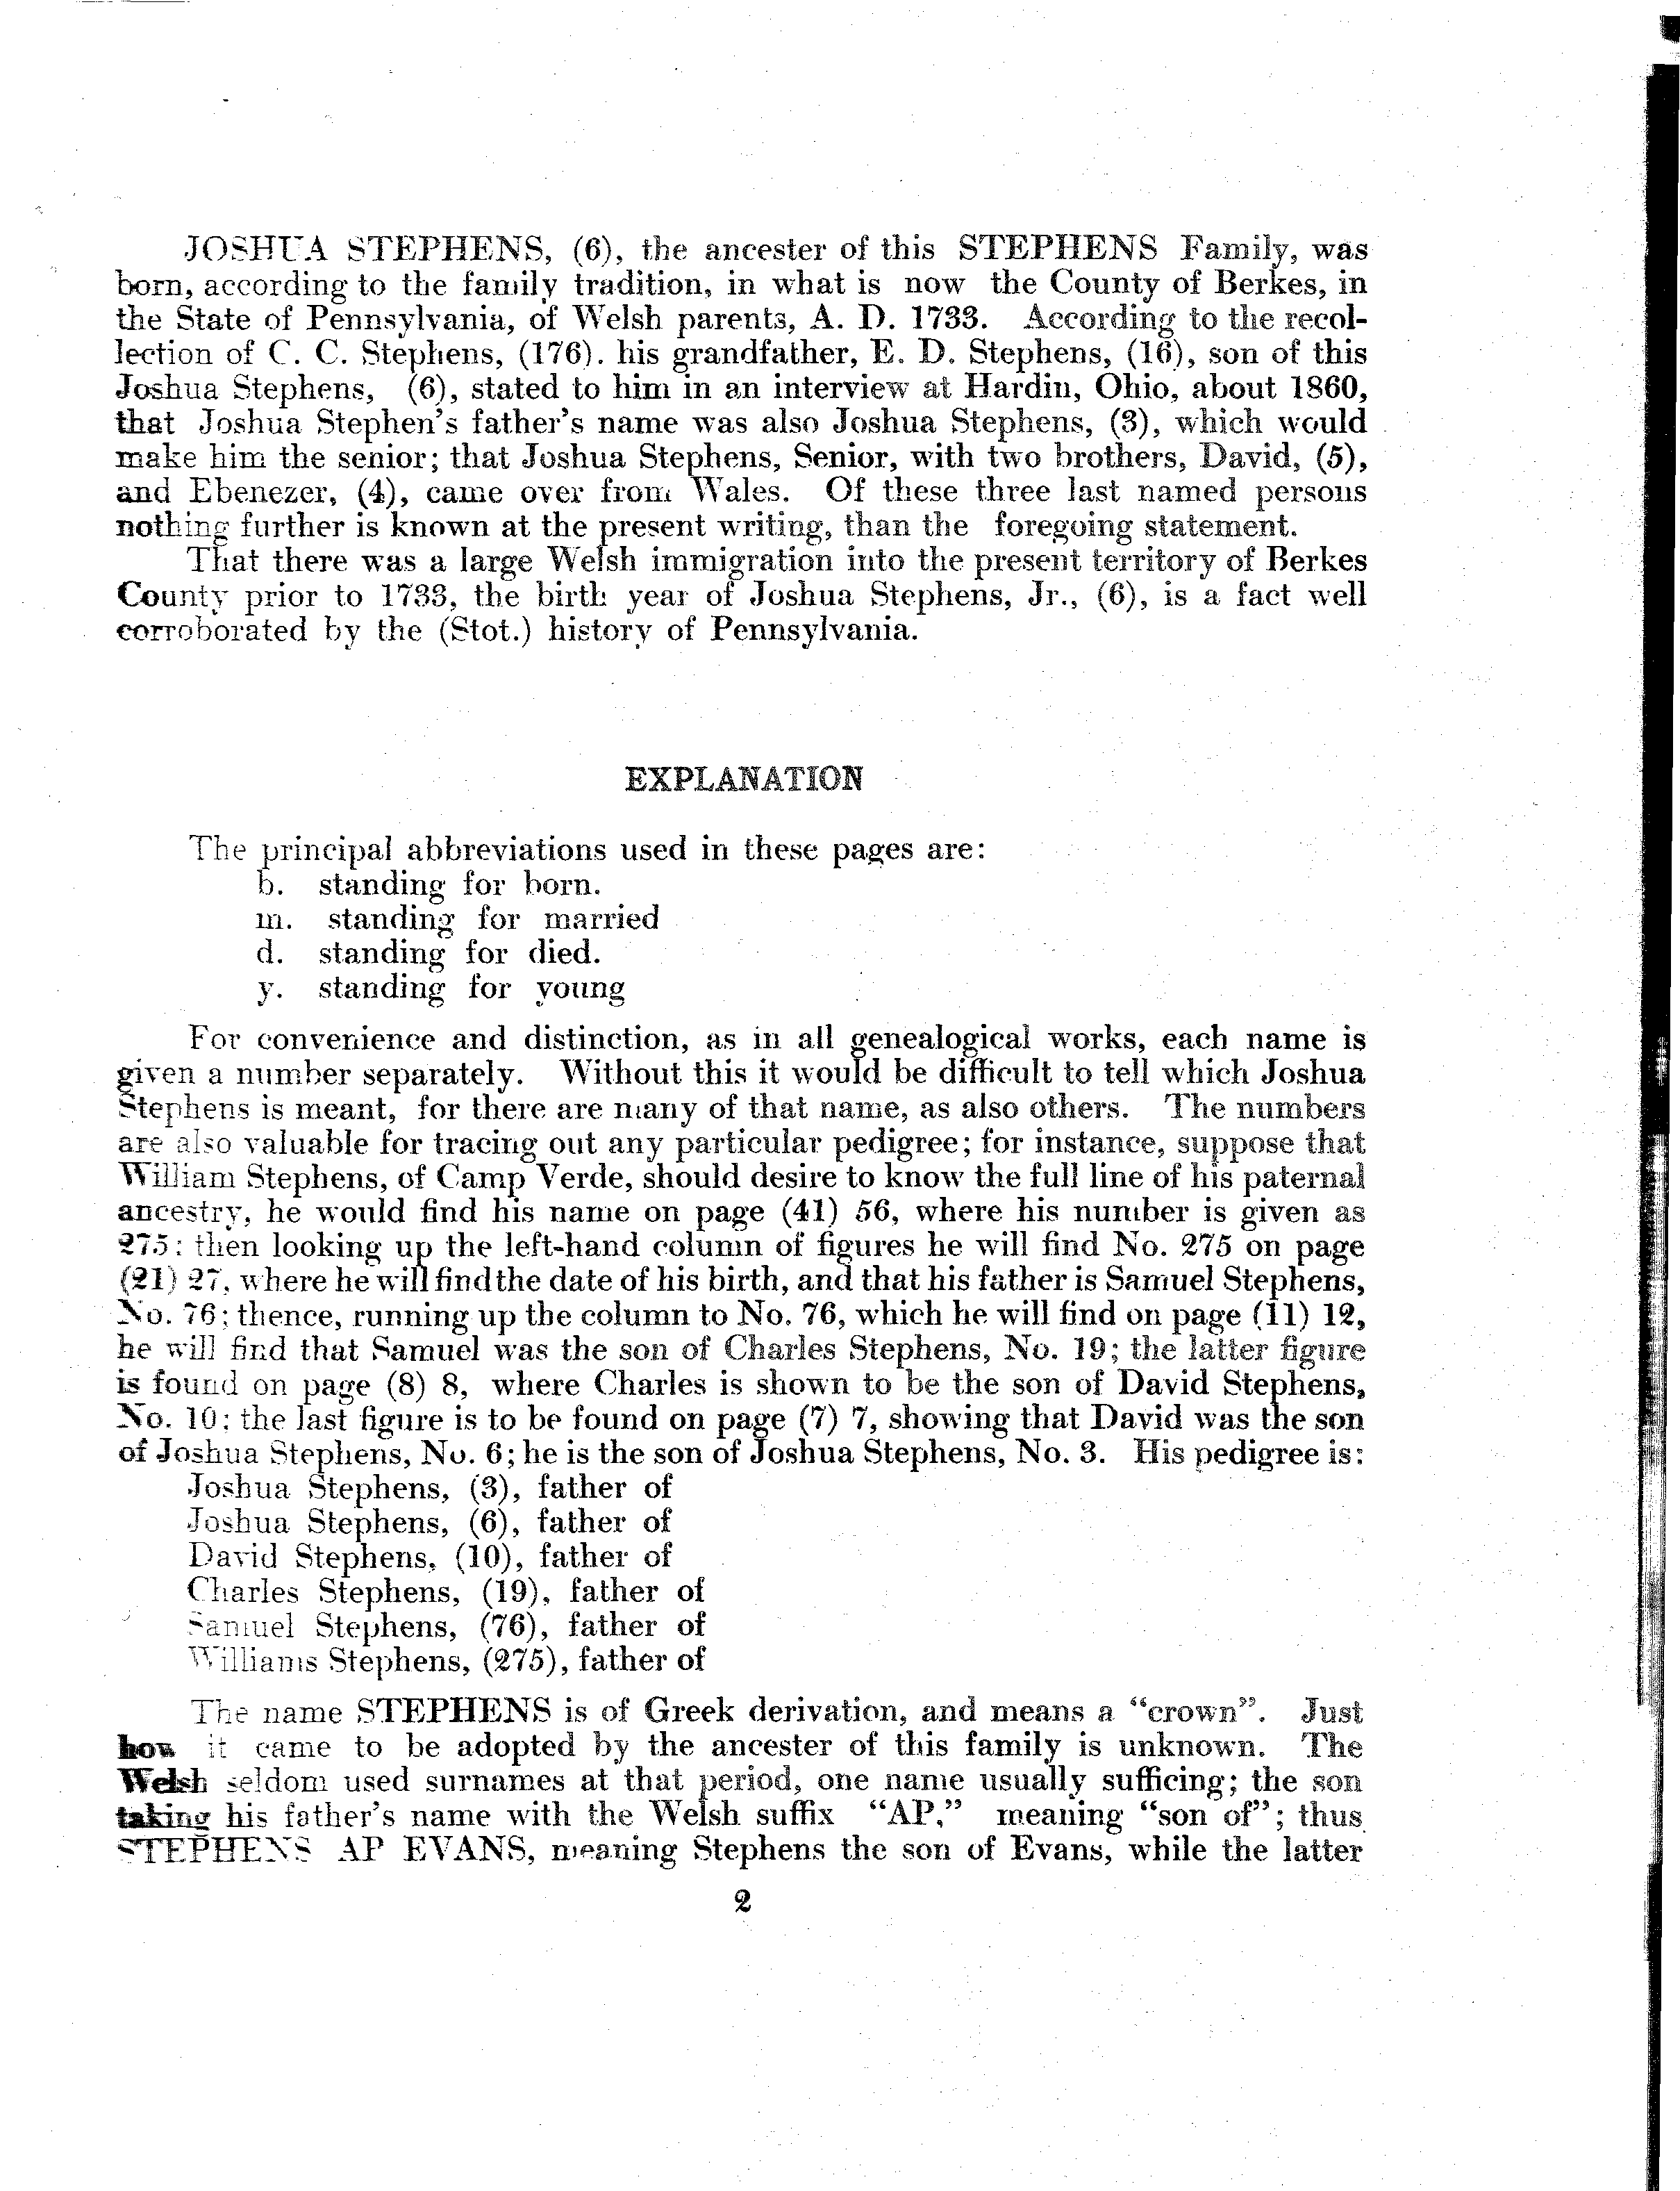 JOSHUA STEPHENS, (6), the ancester of this STEPHENS Family, was
born, according to the family tradition, in what is now the County of Berkes, in
the State of Pennsylvania, of Welsh parents, A. D. 1733. According to the recol-
lection of C. C. Stephens, (176). his grandfather, E. D. Stephens, (16), son of this
Joshua Stephens, (6), stated to him in an interview at Hardin, Ohio, about 1860,
that Joshua Stephen's father's name was also Joshua Stephens, (3), which would
make him the senior; that Joshua Stephens, Senior, with two brothers, David, (5),
and Ebenezer, (4), came over from Wales. Of these three last named persons
nothing further is known at the present writing, than the foregoing statement.
That there was a large Welsh immigration into the present territory of Berkes
County prior to 1733, the birth year of Joshua Stephens, Jr., (6), is a fact well
corroborated by the (Stot.) history of Pennsylvania.
EXPLANATION
The principal abbreviations used in these pages are:
b. standing for born.
m. standing for married
d. standing for died.
y. standing for young
For convenience and distinction, as in all genealogical works, each name is
given a number separately. Without this it would be difficult to tell which Joshua
Stephens is meant, for there are many of that name, as also others. The numbers
are also valuable for tracing out any particular pedigree; for instance, suppose that
William Stephens, of Camp Verde, should desire to know the full line of his paternal
ancestry, he would find his name on page (41) 56, where his number is given as
275: then looking up the left-hand column of figures he will find No. 275 on page
(21) 27, where he will find the date of his birth, and that his father is Samuel Stephens,
No. 76; thence, running up the column to No. 76, which he will find on page (11) 12,
he will find that Samuel was the son of Charles Stephens, No. 19; the latter figure
is found on page (8) 8, where Charles is shown to be the son of David Stephens,
No. 10; the last figure is to be found on page (7) 7, showing that David was the son
of Joshua Stephens, No. 6; he is the son of Joshua Stephens, No. 3. His pedigree is:
Joshua Stephens, (3), father of
Joshua Stephens, (6), father of
David Stephens, (10), father of
Charles Stephens, (19), father of
Samuel Stephens, (76), father of
Williams Stephens, (275), father of
The name STEPHENS is of Greek derivation, and means a "crown". Just
how it came to be adopted by the ancester of this family is unknown. The
Welsh seldom used surnames at that period, one name usually sufficing; the son
taking his father's name with the Welsh suffix "AP," meaning "son of"; thus
STEPHENS AP EVANS, meaning Stephens the son of Evans, while the latter
2